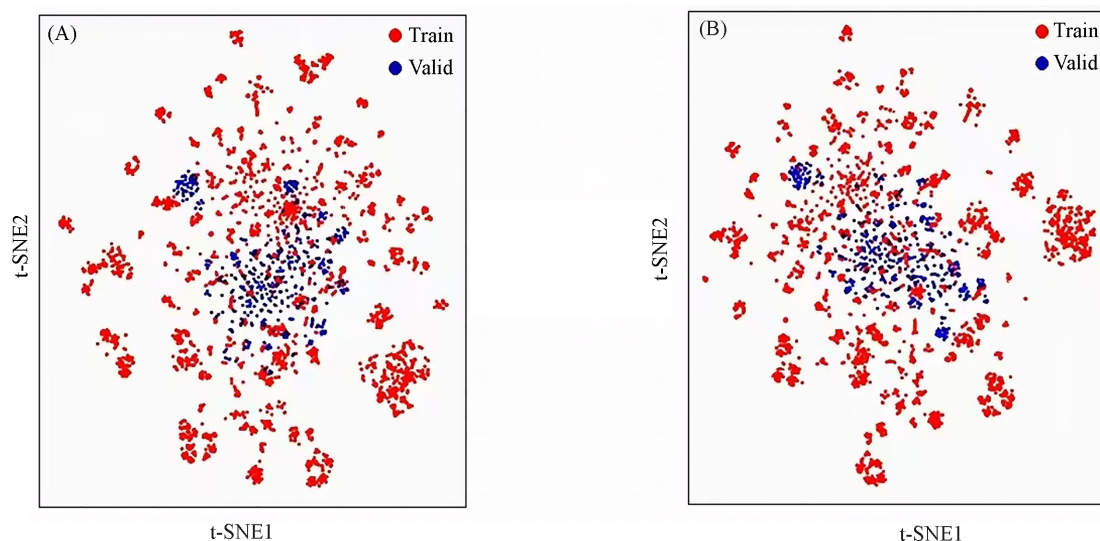 (A)
Train
Valid
t-SNE2
t-SNE1
(B)
Train
Valid
t-SNE2
t-SNE1